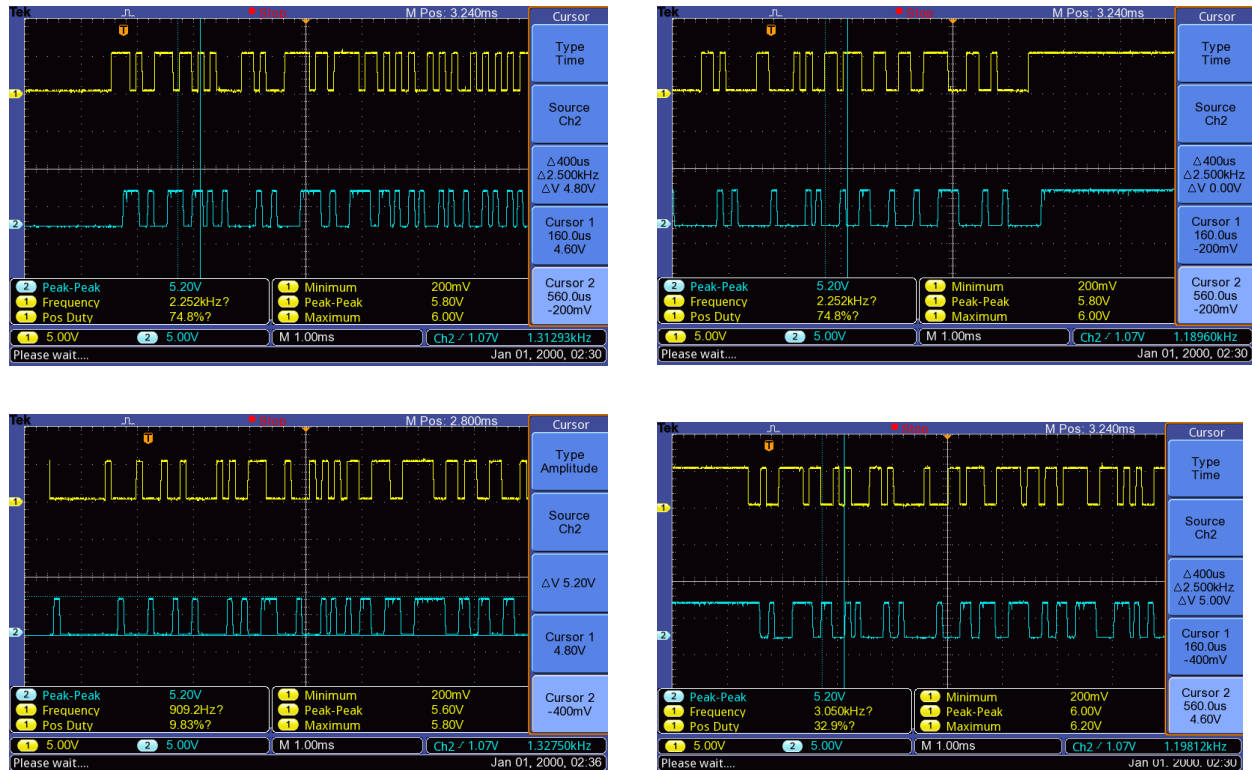 Tek
Stop
M Pos: 3.240ms
Cursor
T
Type
Time
Source
Ch2
△400us
△2.500kHz
△V 4.80V
Cursor 1
160.0us
4.60V
Cursor 2
560.0us
-200mV
1
2
2 Peak-Peak 5.20V
1 Frequency 2.252kHz?
1 Pos Duty 74.8%?
1 Minimum 200mV
1 Peak-Peak 5.80V
1 Maximum 6.00V
1 5.00V 2 5.00V M 1.00ms Ch2 ∕ 1.07V 1.31293kHz
Please wait.... Jan 01, 2000, 02:30
Tek
Stop
M Pos: 3.240ms
Cursor
T
Type
Time
Source
Ch2
△400us
△2.500kHz
△V 0.00V
Cursor 1
160.0us
-200mV
Cursor 2
560.0us
-200mV
1
2
2 Peak-Peak 5.20V
1 Frequency 2.252kHz?
1 Pos Duty 74.8%?
1 Minimum 200mV
1 Peak-Peak 5.80V
1 Maximum 6.00V
1 5.00V 2 5.00V M 1.00ms Ch2 ∕ 1.07V 1.18960kHz
Please wait.... Jan 01, 2000, 02:30
Tek
Stop
M Pos: 2.800ms
Cursor
T
Type
Amplitude
Source
Ch2
△V 5.20V
Cursor 1
4.80V
Cursor 2
-400mV
1
2
2 Peak-Peak 5.20V
1 Frequency 909.2Hz?
1 Pos Duty 9.83%?
1 Minimum 200mV
1 Peak-Peak 5.60V
1 Maximum 5.80V
1 5.00V 2 5.00V M 1.00ms Ch2 ∕ 1.07V 1.32750kHz
Please wait.... Jan 01, 2000, 02:36
Tek
Stop
M Pos: 3.240ms
Cursor
T
Type
Time
Source
Ch2
△400us
△2.500kHz
△V 5.00V
Cursor 1
160.0us
-400mV
Cursor 2
560.0us
4.60V
1
2
2 Peak-Peak 5.20V
1 Frequency 3.050kHz?
1 Pos Duty 32.9%?
1 Minimum 200mV
1 Peak-Peak 6.00V
1 Maximum 6.20V
1 5.00V 2 5.00V M 1.00ms Ch2 ∕ 1.07V 1.19812kHz
Please wait.... Jan 01, 2000, 02:30